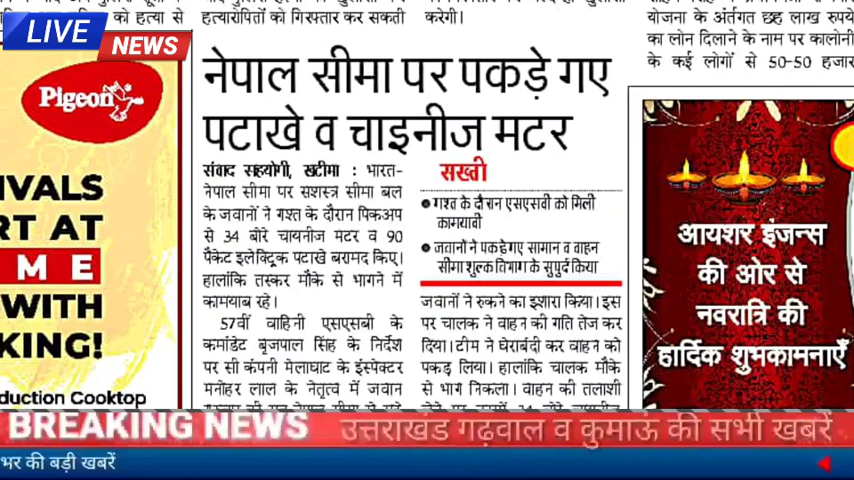 को हत्या से
हत्यारोपितों को गिरफ्तार कर सकती
करेगी।
योजना के अंर्तगत छह लाख रुपये
का लोन दिलाने के नाम पर कालोनी
के कई लोगों से 50-50 हजार
LIVE
NEWS
Pigeon
IVALS
RT AT
ME
WITH
KING!
duction Cooktop
नेपाल सीमा पर पकड़े गए
पटाखे व चाइनीज मटर
संवाद सहयोगी, खटीमा : भारत-
नेपाल सीमा पर सशस्त्र सीमा बल
के जवानों ने गश्त के दौरान पिकअप
से 34 बोरे चायनीज मटर व 90
पैकेट इलेक्ट्रिक पटाखे बरामद किए।
हालांकि तस्कर मौके से भागने में
कामयाब रहे।
57वीं वाहिनी एसएसबी के
कमांडेंट बृजपाल सिंह के निर्देश
पर सी कंपनी मेलाघाट के इंस्पेक्टर
मनोहर लाल के नेतृत्व में जवान
सख्ती
गश्त के दौरान एसएसवी को मिली
कामयावी
जवानों ने पकड़े गए सामान व वाहन
सीमा शुल्क विभाग के सुपुर्द किया
जवानों ने रुकने का इशारा किया। इस
पर चालक ने वाहन की गति तेज कर
दिया। टीम ने घेराबंदी कर वाहन को
पकड़ लिया। हालांकि चालक मौके
से भाग निकला। वाहन की तलाशी
आयशर इंजन्स
की ओर से
नवरात्रि की
हार्दिक शुभकामनाएँ
BREAKING NEWS
उत्तराखंड गढ़वाल व कुमाऊं की सभी खबरें
भर की बड़ी खबरें